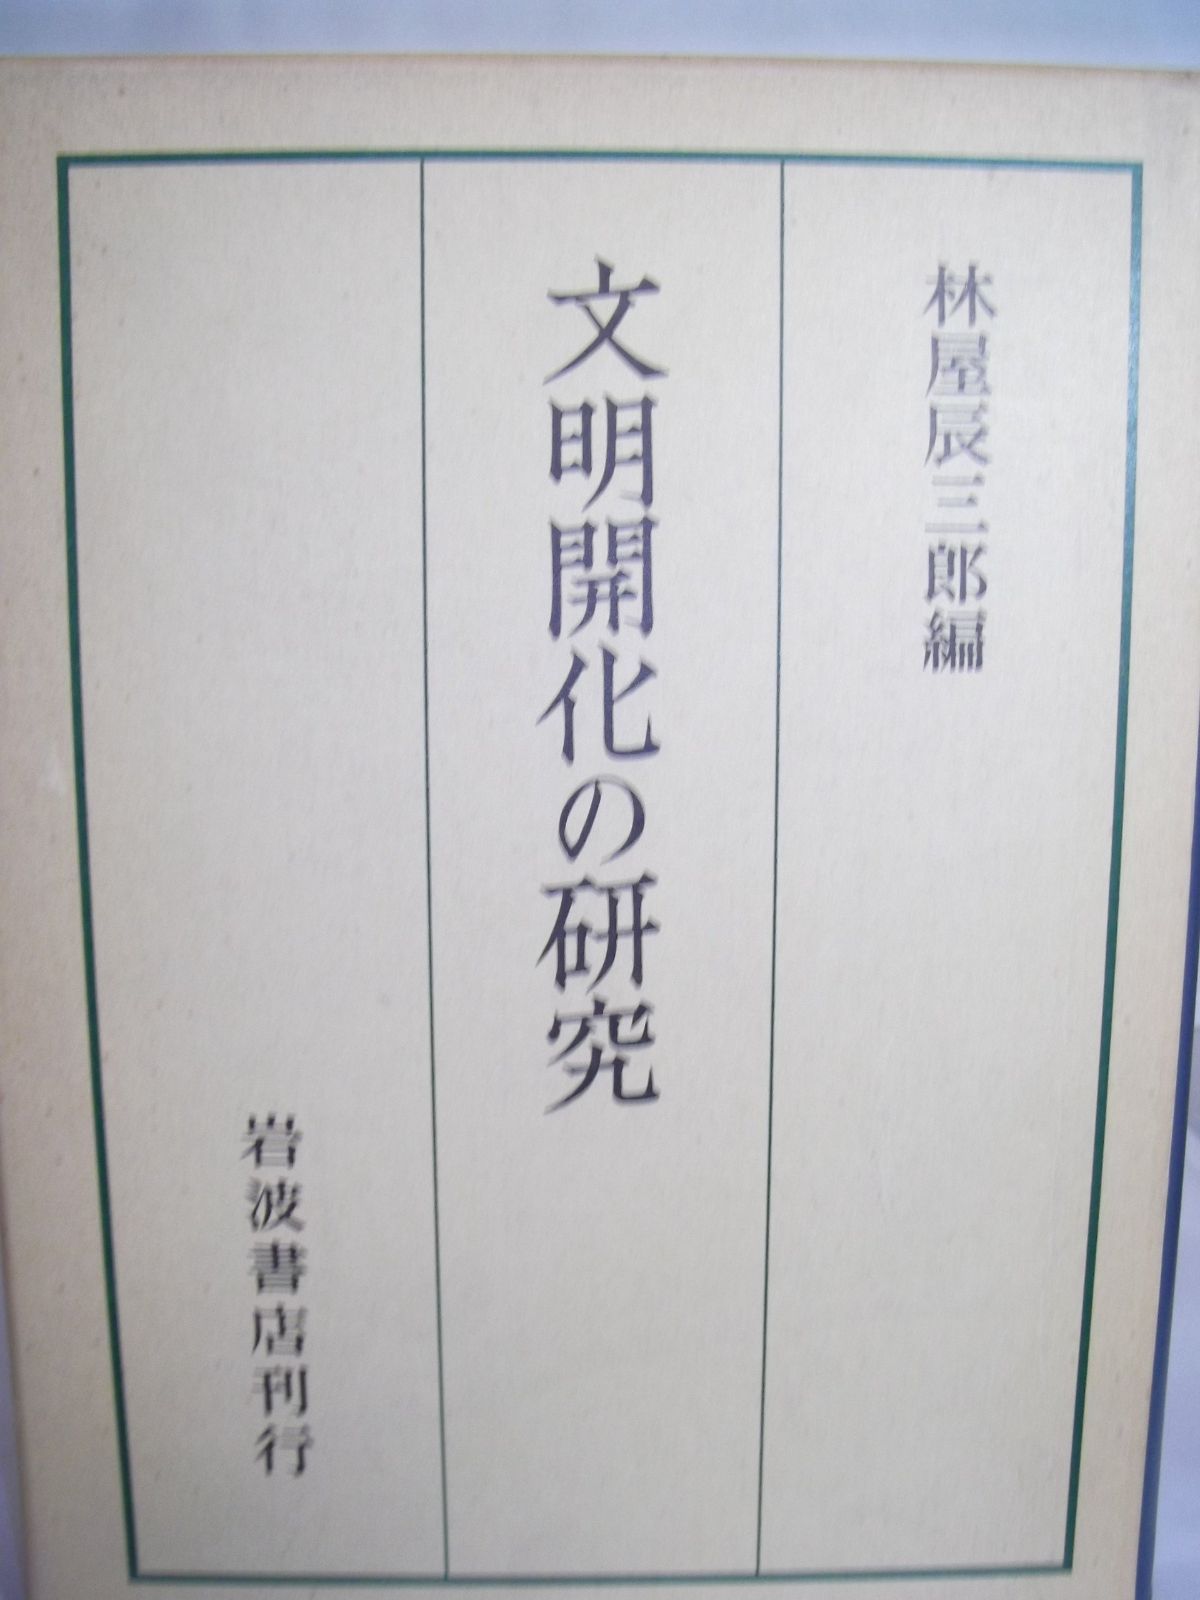 林屋辰三郎編
文明開化の研究
岩波書店刊行